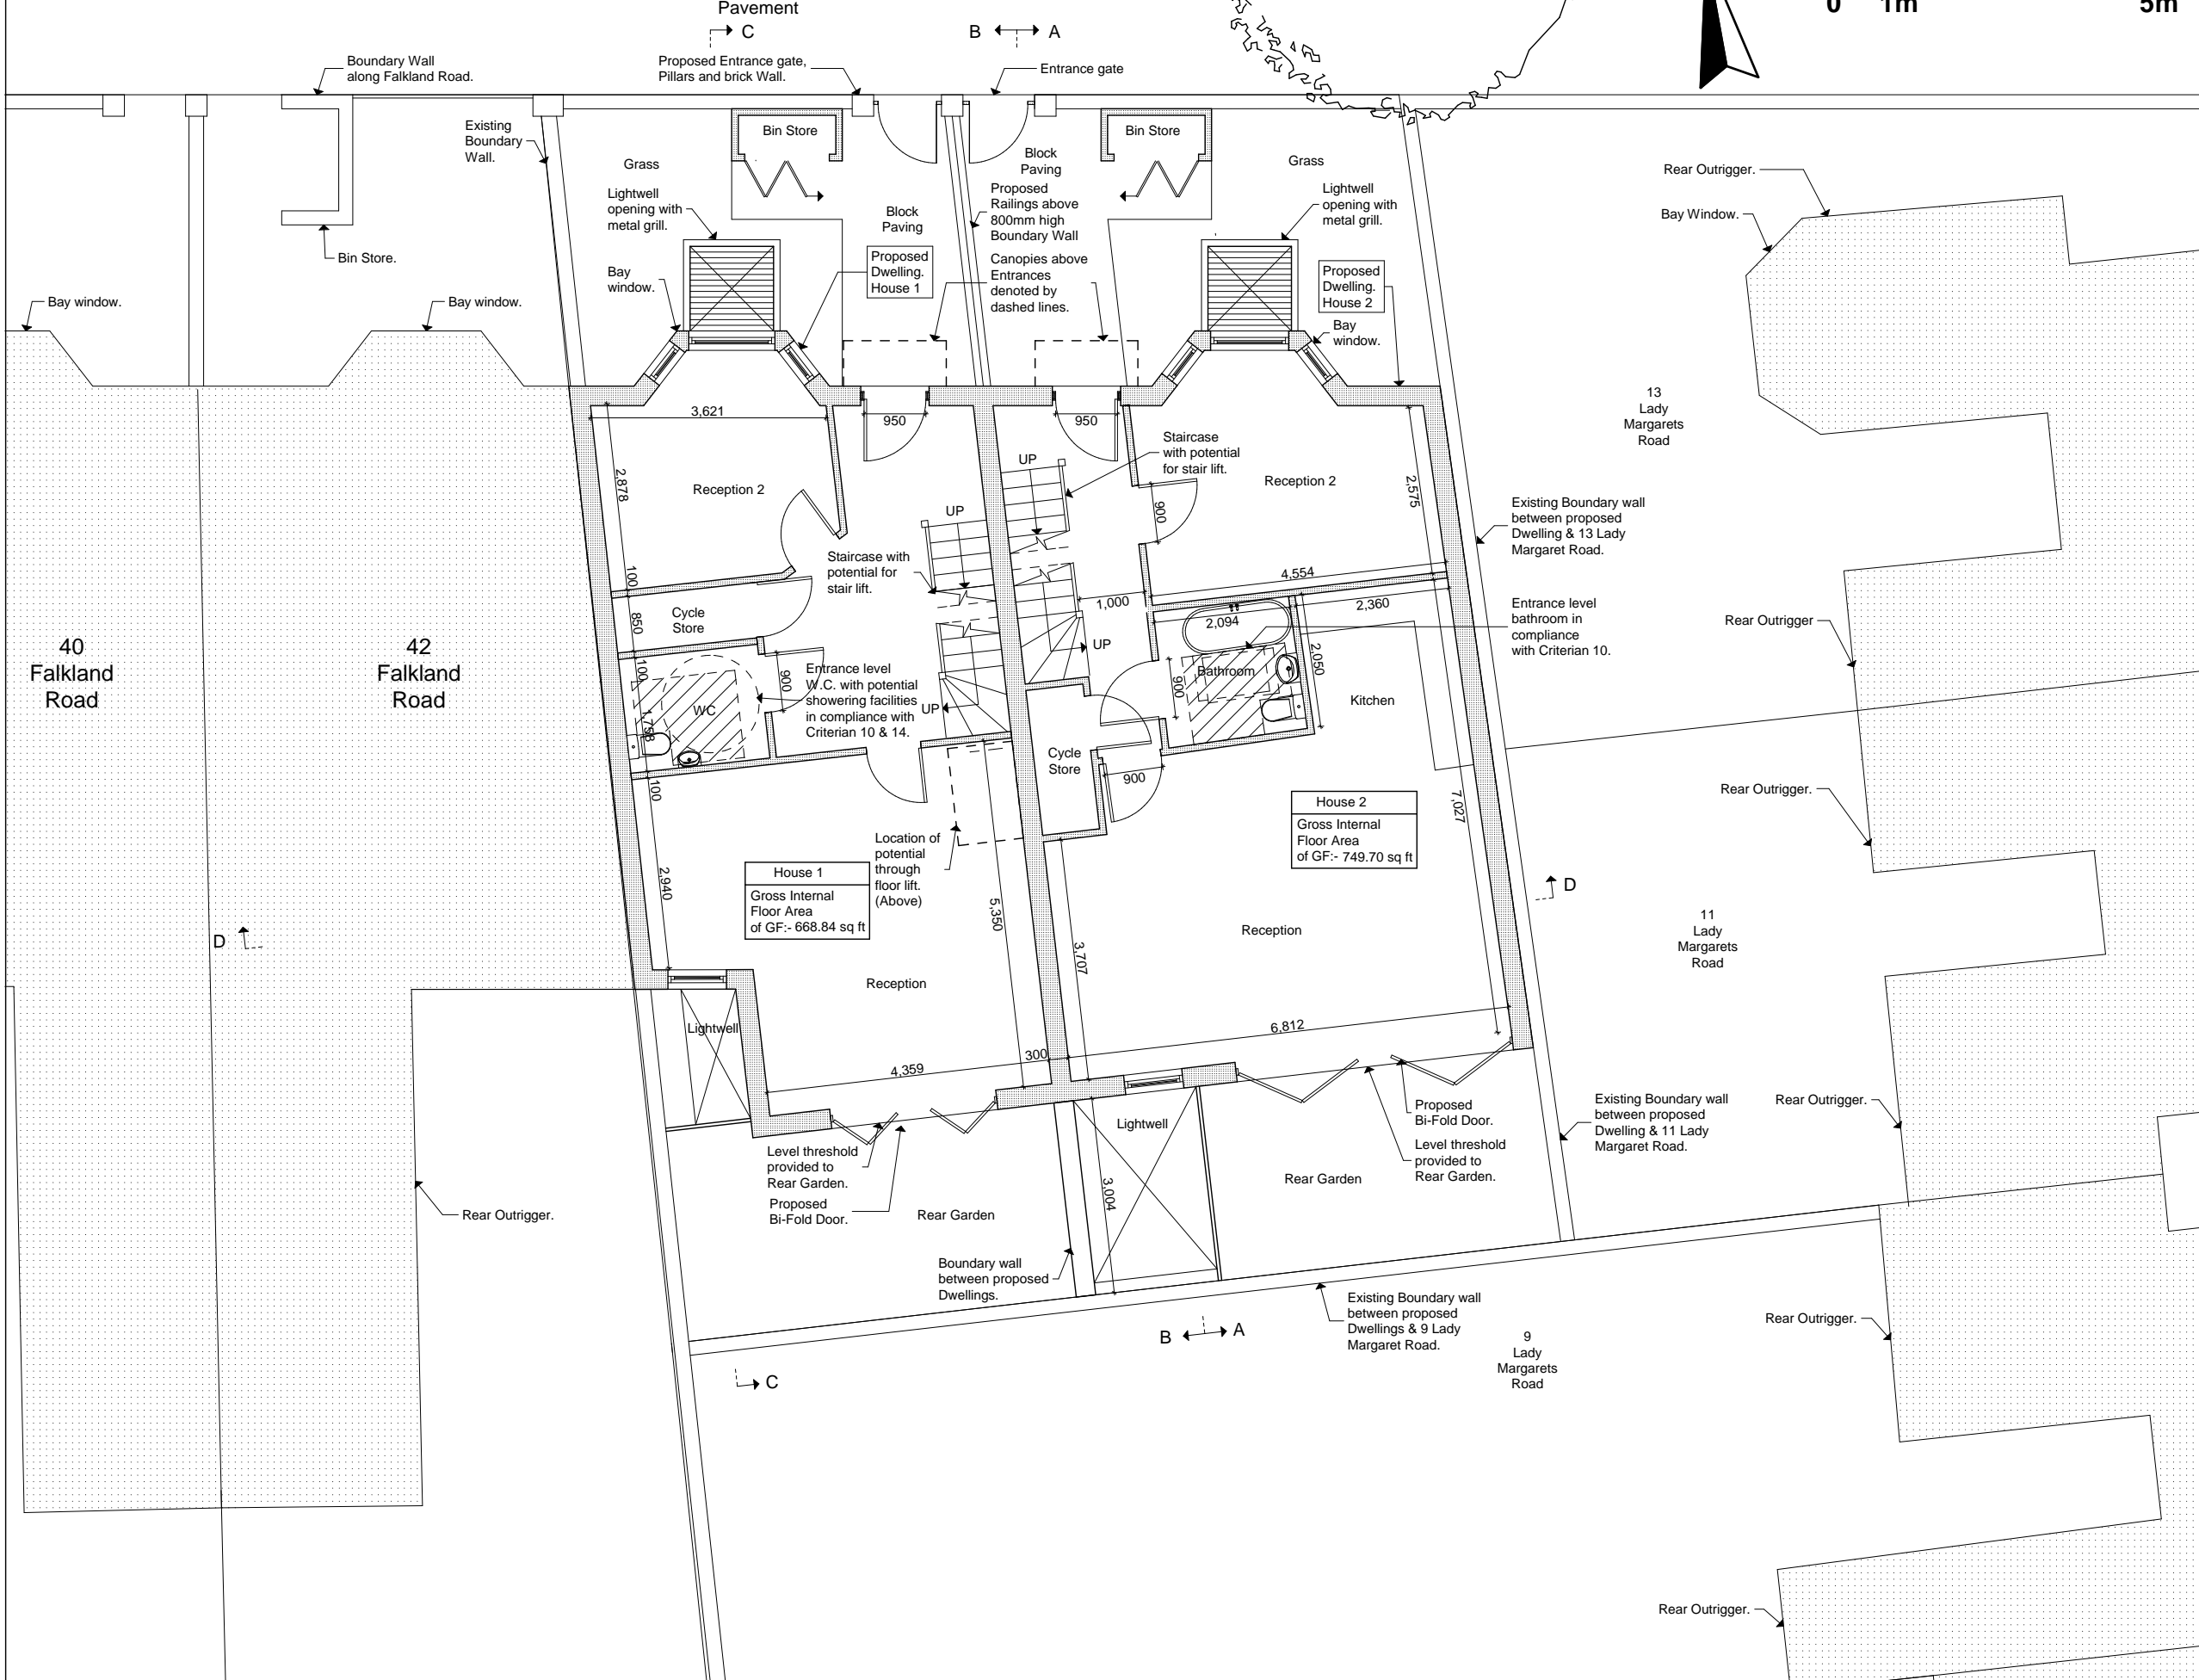 Pavement
C
B
A
0
1m
5m
Boundary Wall
along Falkland Road.
Proposed Entrance gate,
Pillars and brick Wall.
Entrance gate
Existing
Boundary
Wall.
Bin Store
Bin Store
Grass
Block
Paving
Grass
Lightwell
opening with
metal grill.
Block
Paving
Proposed
Railings above
800mm high
Boundary Wall
Lightwell
opening with
metal grill.
Rear Outrigger.
Bay Window.
Bin Store.
Bay
window.
Proposed
Dwelling.
House 1
Canopies above
Entrances
denoted by
dashed lines.
Proposed
Dwelling.
House 2
Bay
window.
Bay window.
Bay window.
13
Lady
Margarets
Road
3,621
950
950
Staircase
with potential
for stair lift.
UP
Reception 2
2,878
Reception 2
2,575
900
UP
Existing Boundary wall
between proposed
Dwelling & 13 Lady
Margaret Road.
Staircase with
potential for
stair lift.
100
4,554
1,000
2,360
850
Cycle
Store
2,094
Entrance level
bathroom in
compliance
with Criterian 10.
Rear Outrigger
40
Falkland
Road
42
Falkland
Road
UP
100
900
Entrance level
W.C. with potential
showering facilities
in compliance with
Criterian 10 & 14.
Bathroom
2,050
900
Kitchen
WC
1,758
UP
Cycle
Store
900
100
7,027
Rear Outrigger.
House 2
Gross Internal
Floor Area
of GF:- 749.70 sq ft
Location of
potential
through
floor lift.
(Above)
House 1
Gross Internal
Floor Area
of GF:- 668.84 sq ft
2,940
5,350
D
D
11
Lady
Margarets
Road
Reception
3,707
Reception
Lightwell
6,812
300
4,359
Proposed
Bi-Fold Door.
Level threshold
provided to
Rear Garden.
Lightwell
Existing Boundary wall
between proposed
Dwelling & 11 Lady
Margaret Road.
Rear Outrigger.
Level threshold
provided to
Rear Garden.
Proposed
Bi-Fold Door.
Rear Garden
3,004
Rear Garden
Rear Outrigger.
Boundary wall
between proposed
Dwellings.
Existing Boundary wall
between proposed
Dwellings & 9 Lady
Margaret Road.
B
A
C
9
Lady
Margarets
Road
Rear Outrigger.
Rear Outrigger.